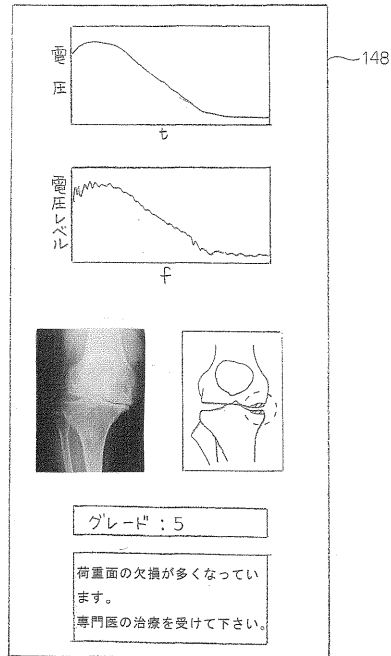 電圧
148
t
電圧レベル
f
グレード：5
荷重面の欠損が多くなってい
ます。
専門医の治療を受けて下さい。